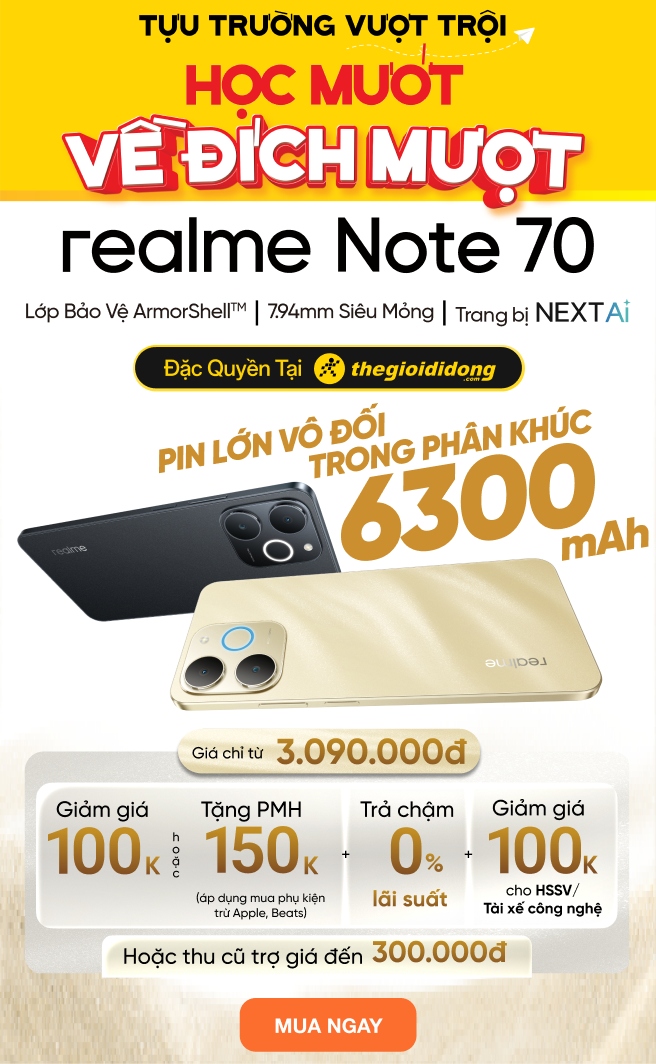 TỰU TRƯỜNG VƯỢT TRỘI
HỌC MƯỚT
VỀ ĐÍCH MƯỢT
realme Note 70
Lớp Bảo Vệ ArmorShell™ | 7.94mm Siêu Mỏng | Trang bị NEXT Ai
Đặc Quyền Tại thegioididong.com
PIN LỚN VÔ ĐỐI
TRONG PHÂN KHÚC
6300
mAh
realme
realme
Giá chỉ từ 3.090.000đ
Giảm giá
100K
hoặc
Tặng PMH
150K
(áp dụng mua phụ kiện
trừ Apple, Beats)
+
Trả chậm
0%
lãi suất
+
Giảm giá
100K
cho HSSV/
Tài xế công nghệ
Hoặc thu cũ trợ giá đến 300.000đ
MUA NGAY